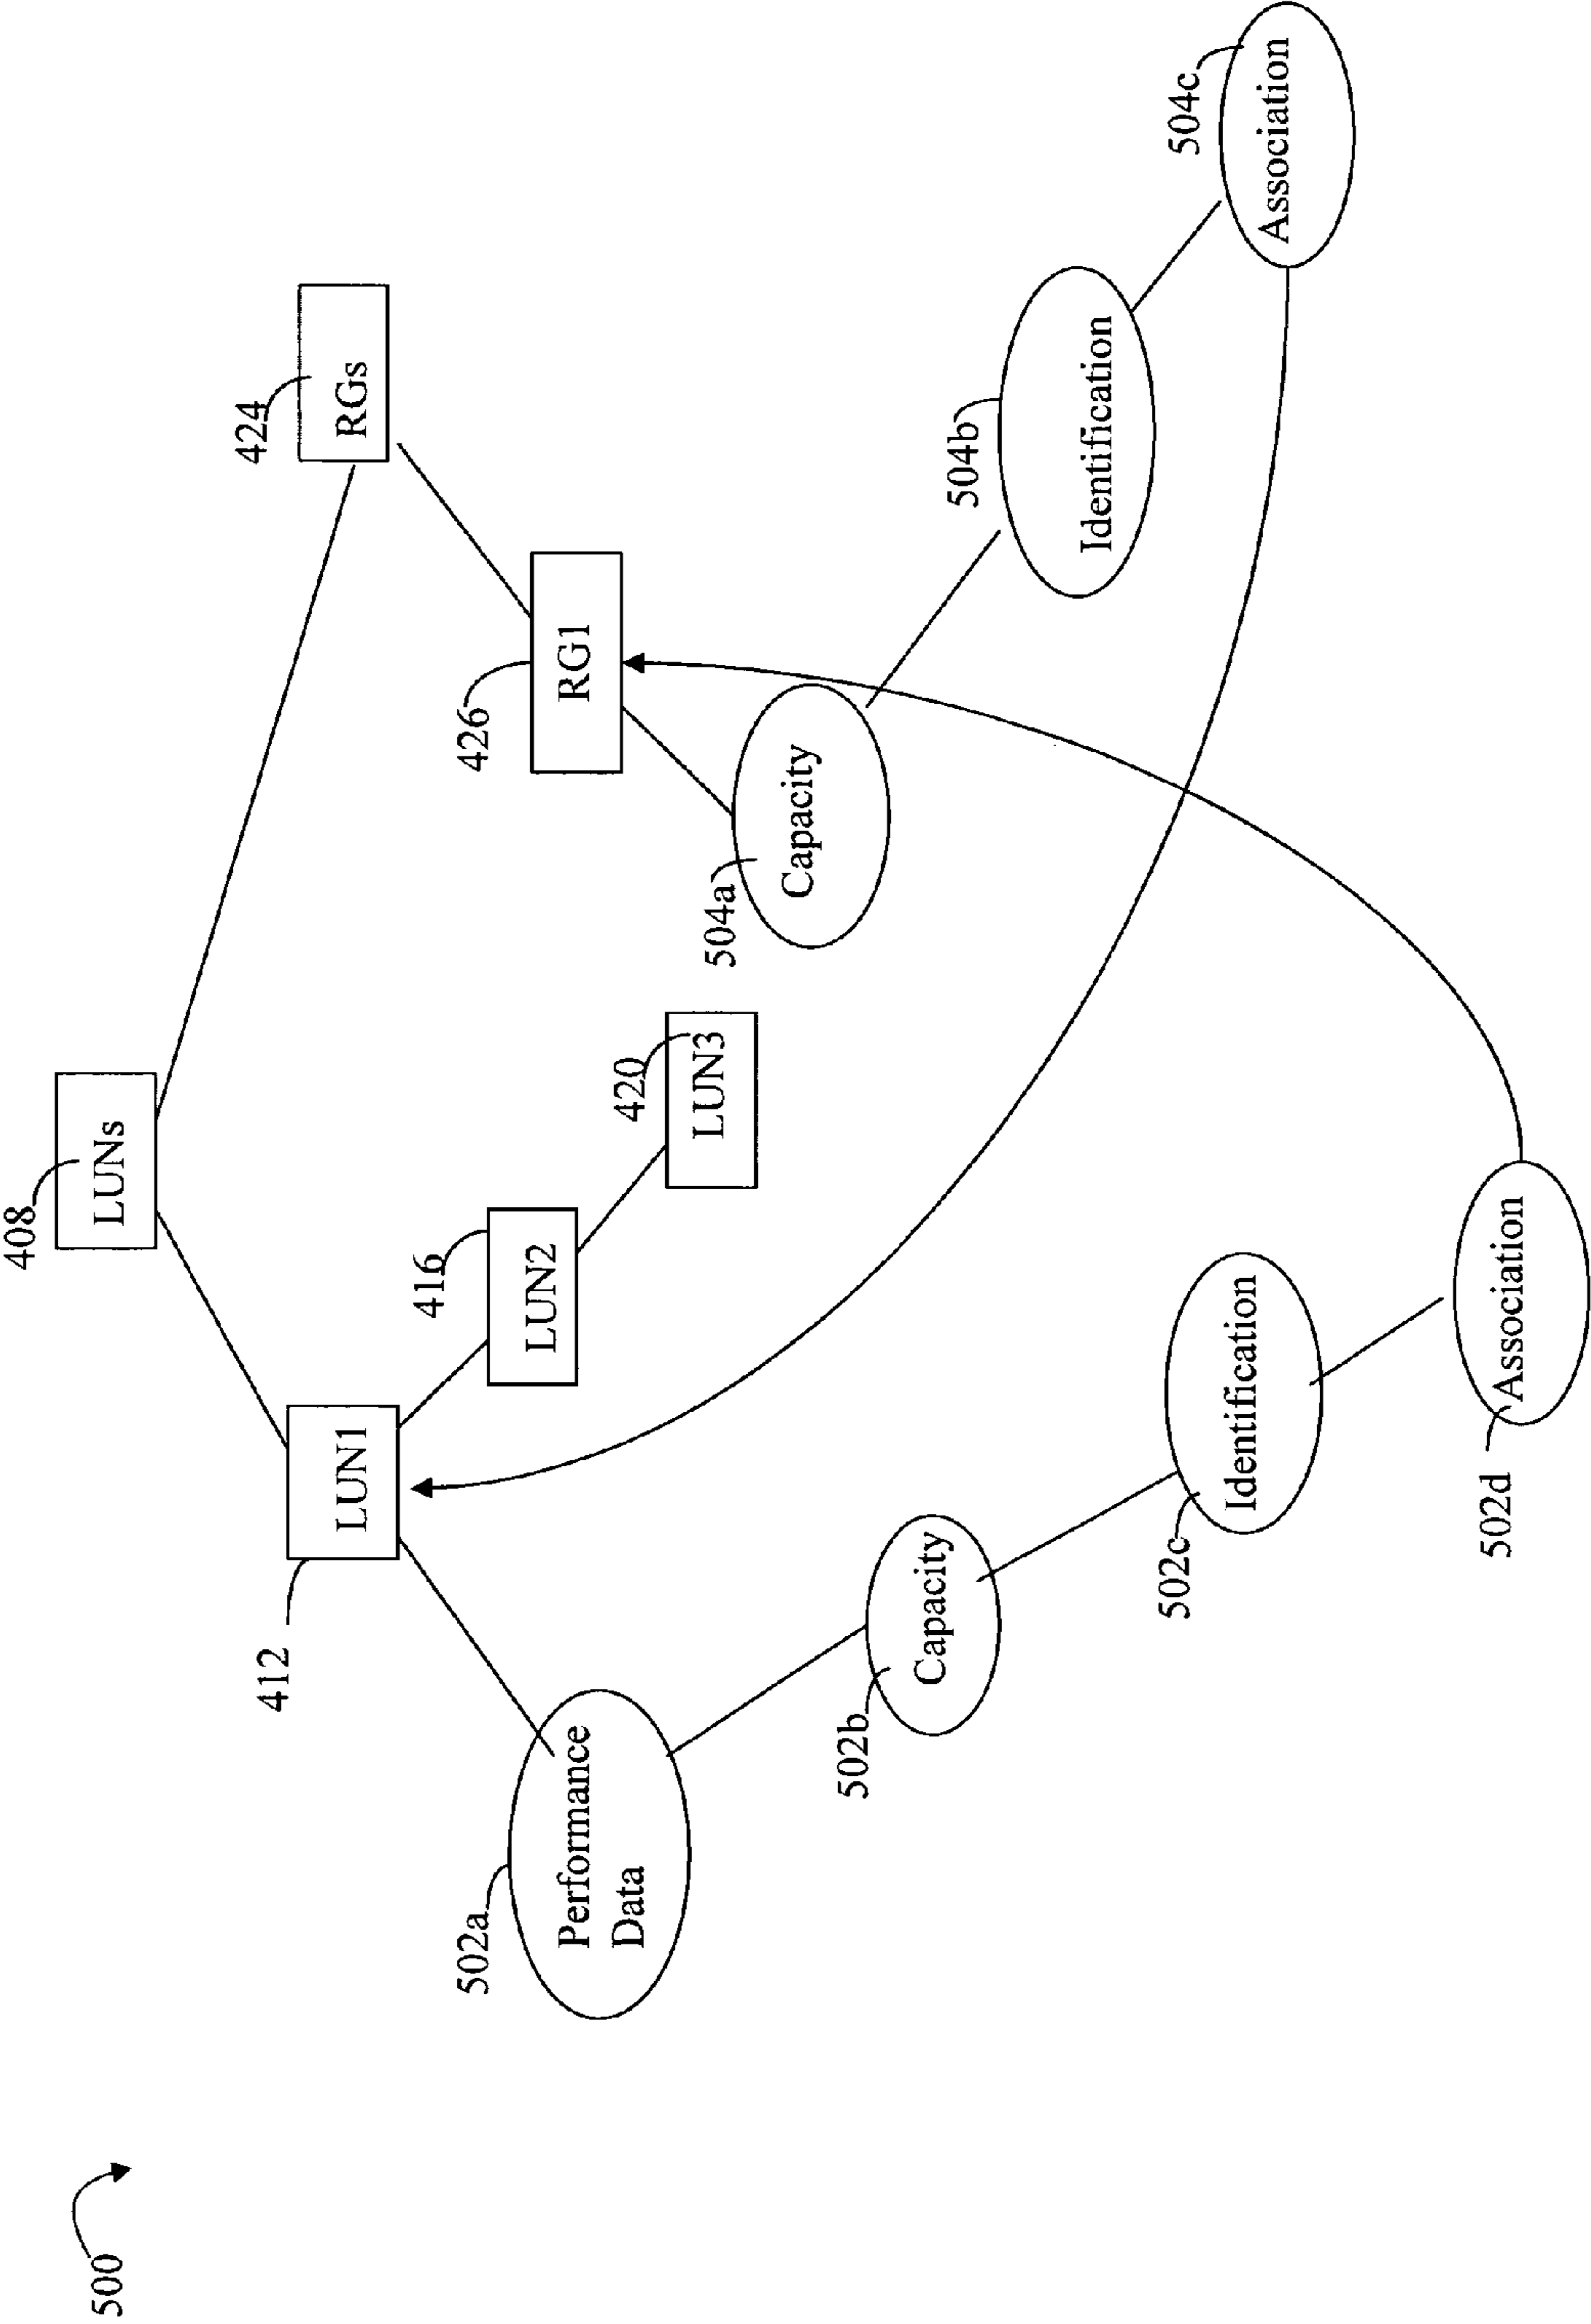 500
408
LUNs
424
RGs
412
LUN1
416
LUN2
420
LUN3
426
RG1
502a
Performance
Data
504a
Capacity
502b
Capacity
504b
Identification
502c
Identification
504c
Association
502d
Association